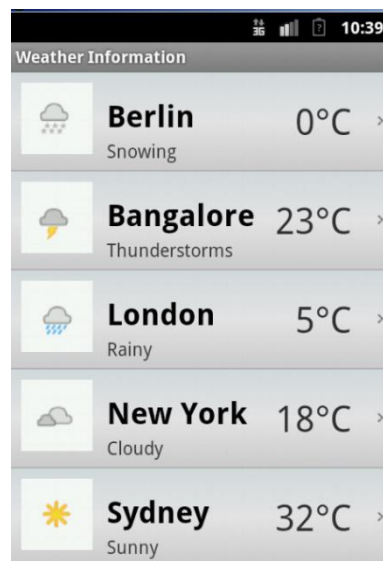 3G 10:39
Weather Information
Berlin 0°C
Snowing
Bangalore 23°C
Thunderstorms
London 5°C
Rainy
New York 18°C
Cloudy
Sydney 32°C
Sunny